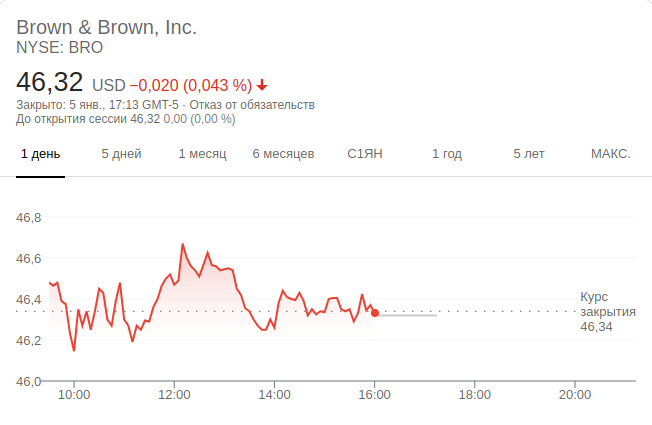 Brown & Brown, Inc.
NYSE: BRO
46,32 USD −0,020 (0,043 %)
Закрыто: 5 янв., 17:13 GMT-5 · Отказ от обязательств
До открытия сессии 46,32 0,00 (0,00 %)
1 день 5 дней 1 месяц 6 месяцев С1ЯН 1 год 5 лет МАКС.
46,8
46,6
46,4
46,2
46,0
Курс
закрытия
46,34
10:00 12:00 14:00 16:00 18:00 20:00